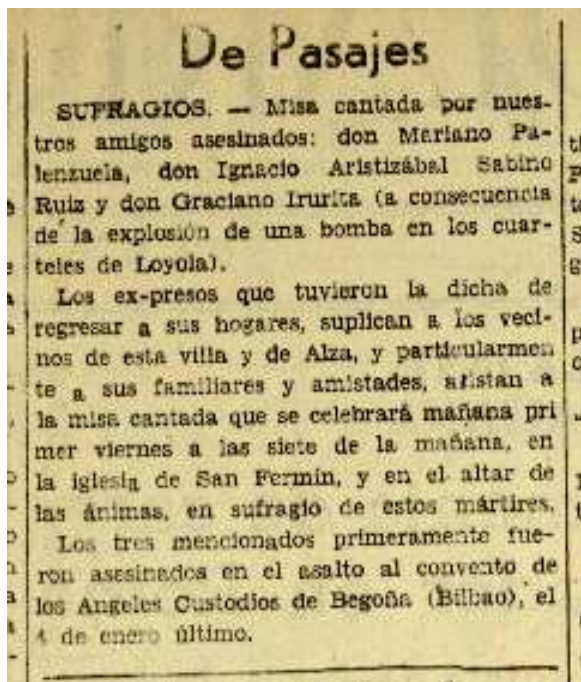 De Pasajes
SUFRAGIOS. — Misa cantada por nues-
tros amigos asesinados: don Mariano Pa-
lenzuela, don Ignacio Aristizábal Sabino
Ruiz y don Graciano Irurita (a consecuencia
de la explosión de una bomba en los cuar-
teles de Loyola).
Los ex-presos que tuvieron la dicha de
regresar a sus hogares, suplican a los veci-
nos de esta villa y de Alza, y particularmen
te a sus familiares y amistades, asistan a
la misa cantada que se celebrará mañana pri
mer viernes a las siete de la mañana, en
la iglesia de San Fermín, y en el altar de
las ánimas, en sufragio de estos mártires.
Los tres mencionados primeramente fue-
ron asesinados en el asalto al convento de
los Angeles Custodios de Begoña (Bilbao), el
4 de enero último.